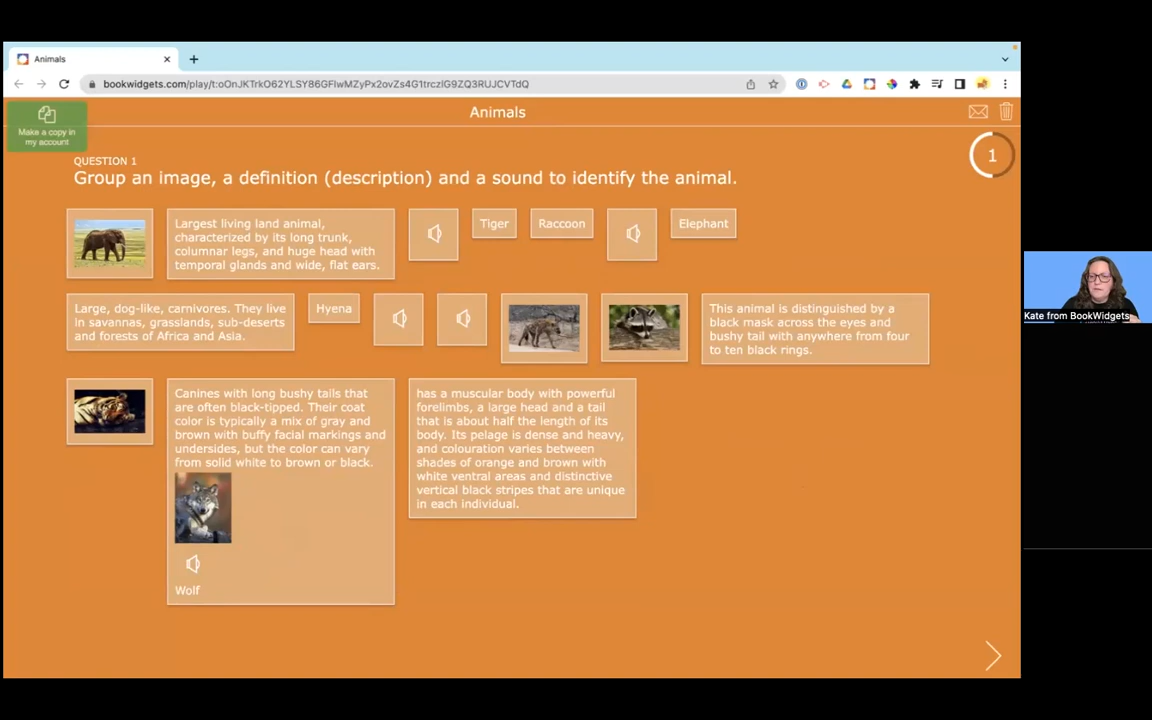 Animals
bookwidgets.com/play/t:oOnJKTrkO62YLSY86GFIwMZyPx2ovZs4G1trczlG9ZQ3RUJCVTdQ
Make a copy in
my account
Animals
QUESTION 1
1
Group an image, a definition (description) and a sound to identify the animal.
Largest living land animal,
characterized by its long trunk,
columnar legs, and huge head with
temporal glands and wide, flat ears.
Tiger
Raccoon
Elephant
Large, dog-like, carnivores. They live
in savannas, grasslands, sub-deserts
and forests of Africa and Asia.
Hyena
This animal is distinguished by a
black mask across the eyes and
bushy tail with anywhere from four
to ten black rings.
Canines with long bushy tails that
are often black-tipped. Their coat
color is typically a mix of gray and
brown with buffy facial markings and
undersides, but the color can vary
from solid white to brown or black.
Wolf
has a muscular body with powerful
forelimbs, a large head and a tail
that is about half the length of its
body. Its pelage is dense and heavy,
and colouration varies between
shades of orange and brown with
white ventral areas and distinctive
vertical black stripes that are unique
in each individual.
Kate from BookWidgets